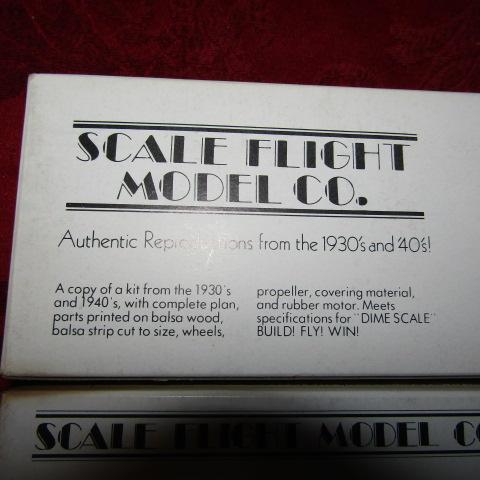 SCALE FLIGHT
MODEL CO.
Authentic Reproductions from the 1930's and '40's!
A copy of a kit from the 1930's
and 1940's, with complete plan,
parts printed on balsa wood,
balsa strip cut to size, wheels,
propeller, covering material,
and rubber motor. Meets
specifications for "DIME SCALE"
BUILD! FLY! WIN!
SCALE FLIGHT MODEL CO